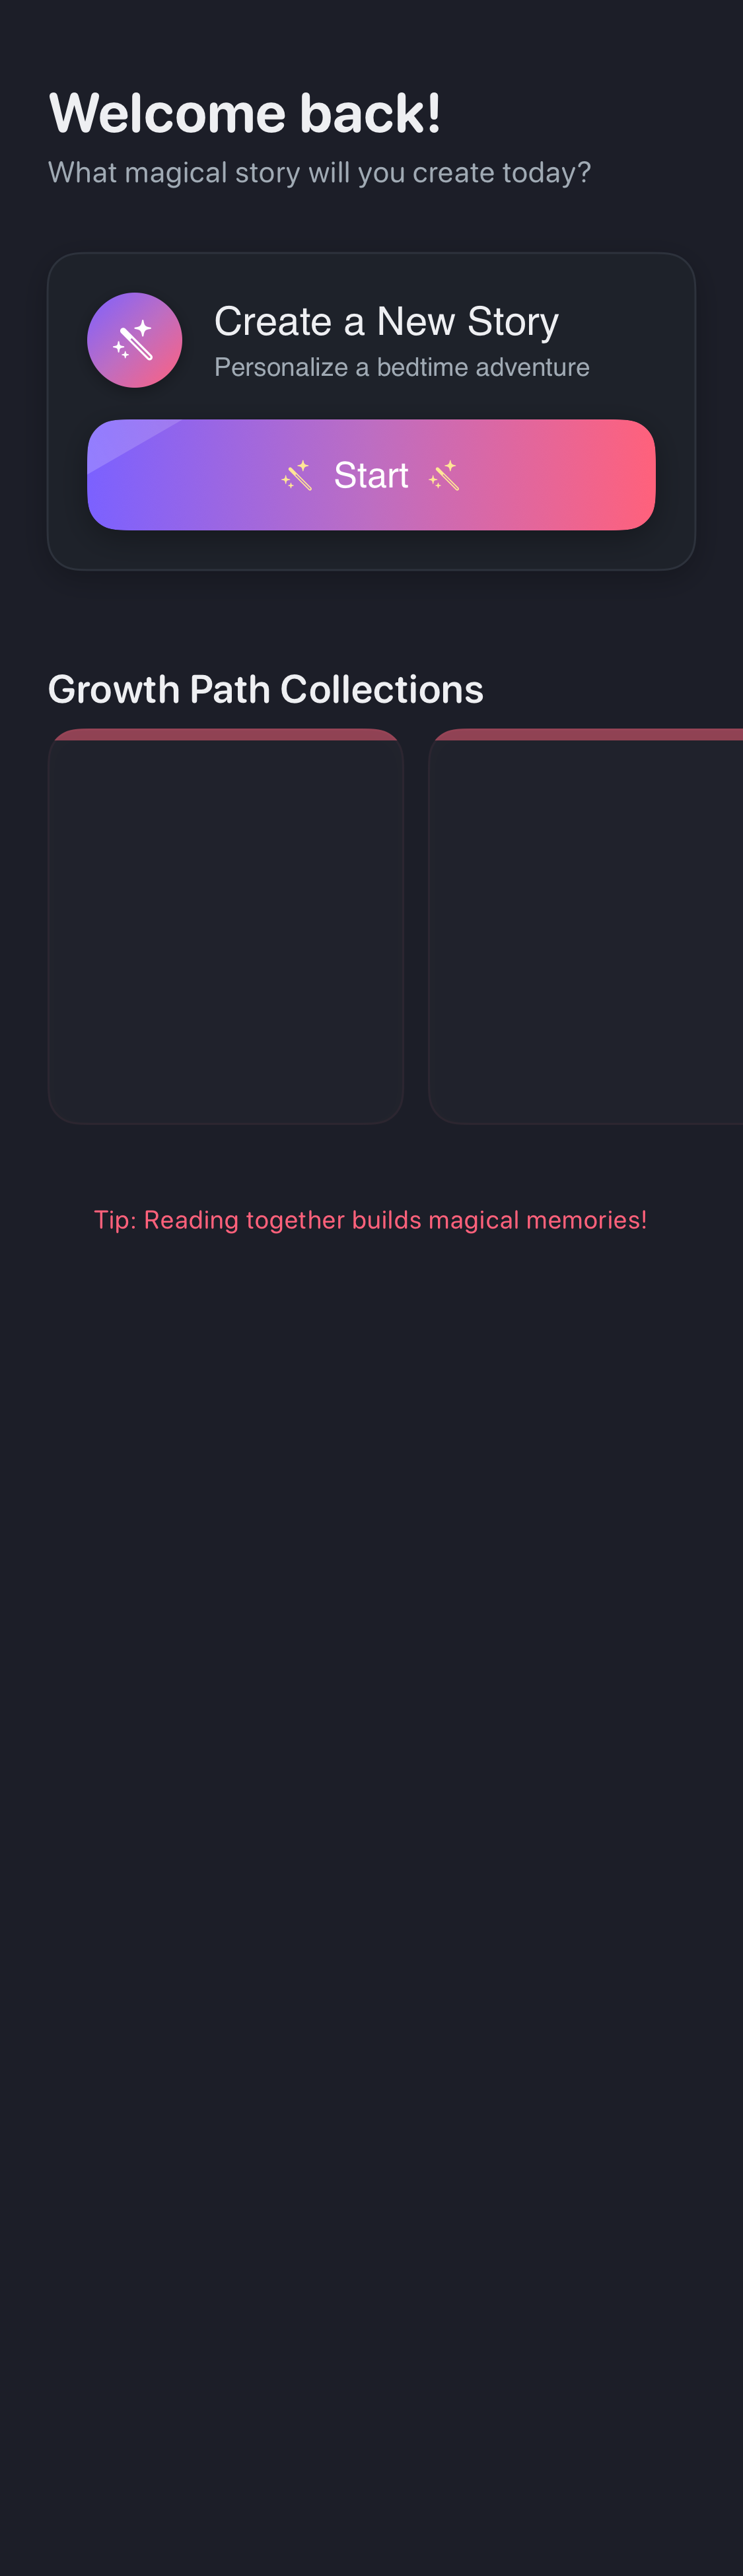 Welcome back!
What magical story will you create today?
Create a New Story
Personalize a bedtime adventure
Start
Growth Path Collections
Tip: Reading together builds magical memories!